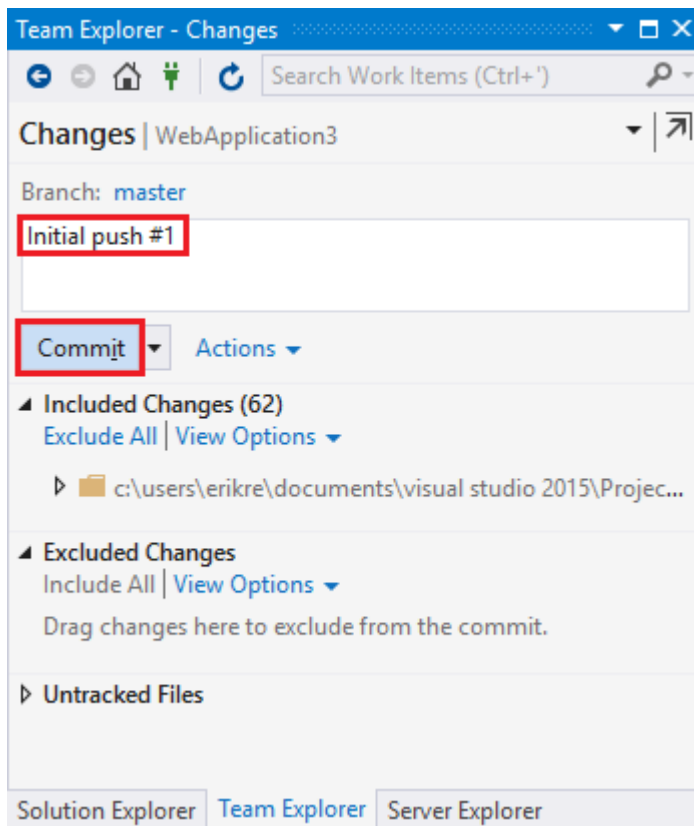 Team Explorer - Changes
Search Work Items (Ctrl+')
Changes | WebApplication3
Branch: master
Initial push #1
Commit Actions
Included Changes (62)
Exclude All | View Options
c:\users\erikre\documents\visual studio 2015\Projec...
Excluded Changes
Include All | View Options
Drag changes here to exclude from the commit.
Untracked Files
Solution Explorer Team Explorer Server Explorer